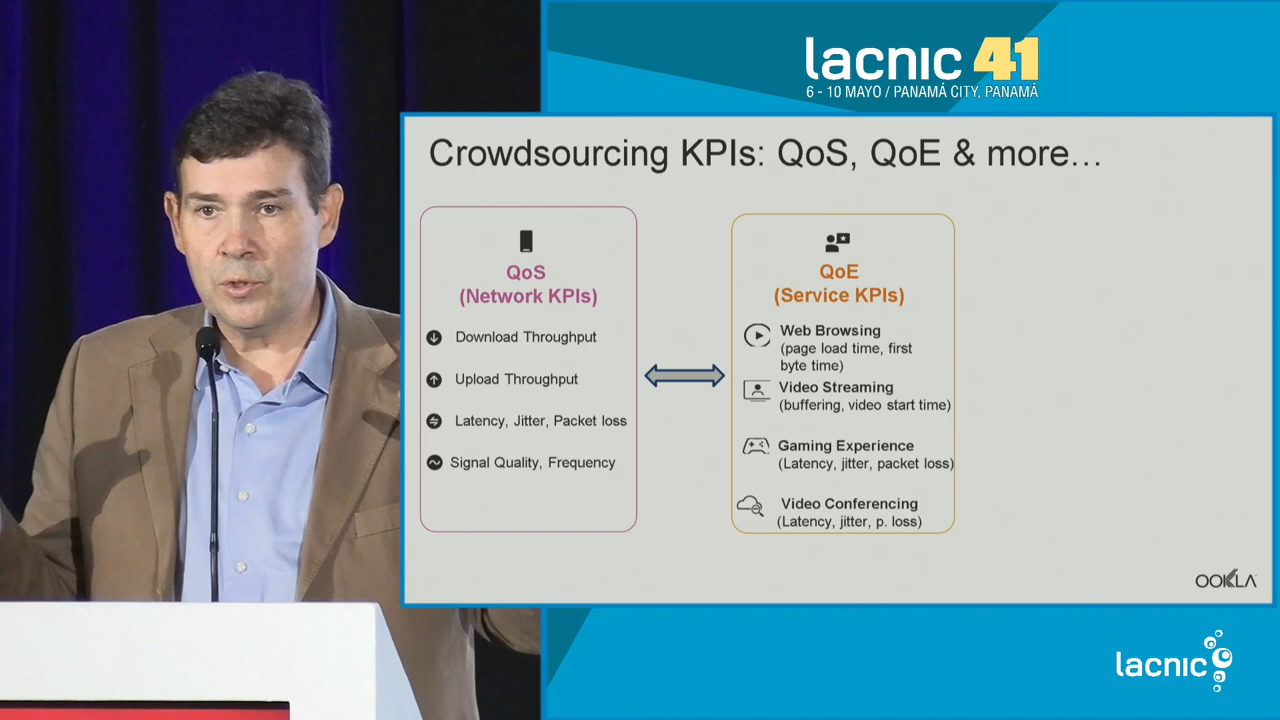 lacnic 41
6 - 10 MAYO / PANAMÁ CITY, PANAMÁ
Crowdsourcing KPIs: QoS, QoE & more…
QoS
(Network KPIs)
Download Throughput
Upload Throughput
Latency, Jitter, Packet loss
Signal Quality, Frequency
QoE
(Service KPIs)
Web Browsing
(page load time, first
byte time)
Video Streaming
(buffering, video start time)
Gaming Experience
(Latency, jitter, packet loss)
Video Conferencing
(Latency, jitter, p. loss)
OOKLA
lacnic